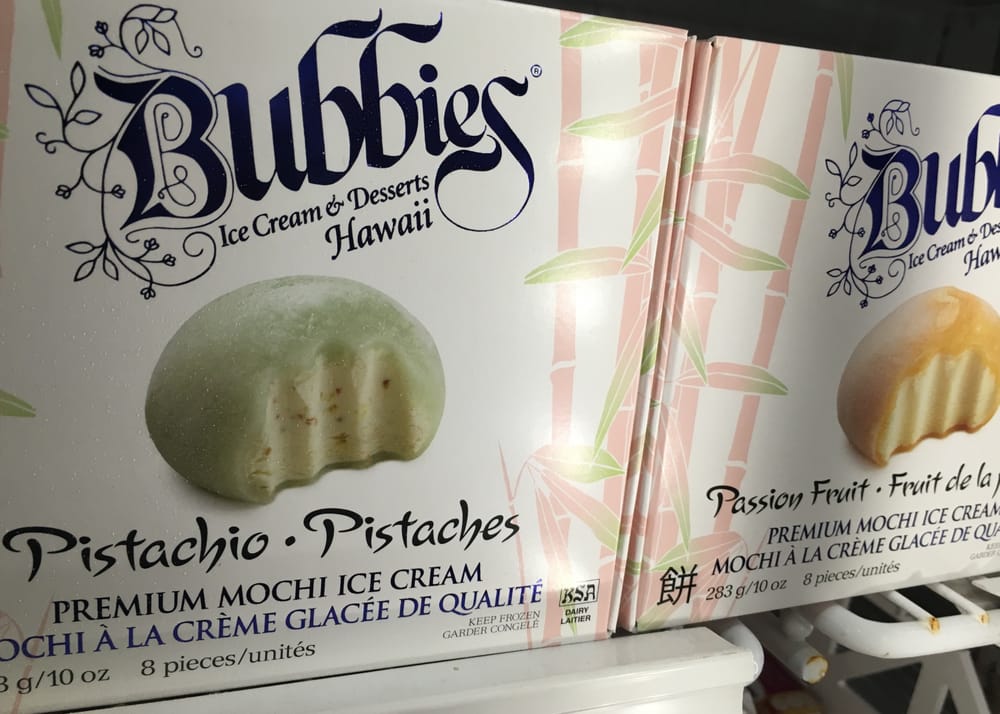 Bubbies®
Ice Cream & Desserts
Hawaii
Pistachio • Pistaches
PREMIUM MOCHI ICE CREAM
OCHI À LA CRÈME GLACÉE DE QUALITÉ
KEEP FROZEN
GARDER CONGELÉ
KSA
DAIRY
LAITIER
3 g/10 oz 8 pieces/unités
Bubb
Ice Cream & Des
Haw
Passion Fruit • Fruit de la
PREMIUM MOCHI ICE CREAM
MOCHI À LA CRÈME GLACÉE DE QU
餅
283 g/10 oz 8 pieces/unités